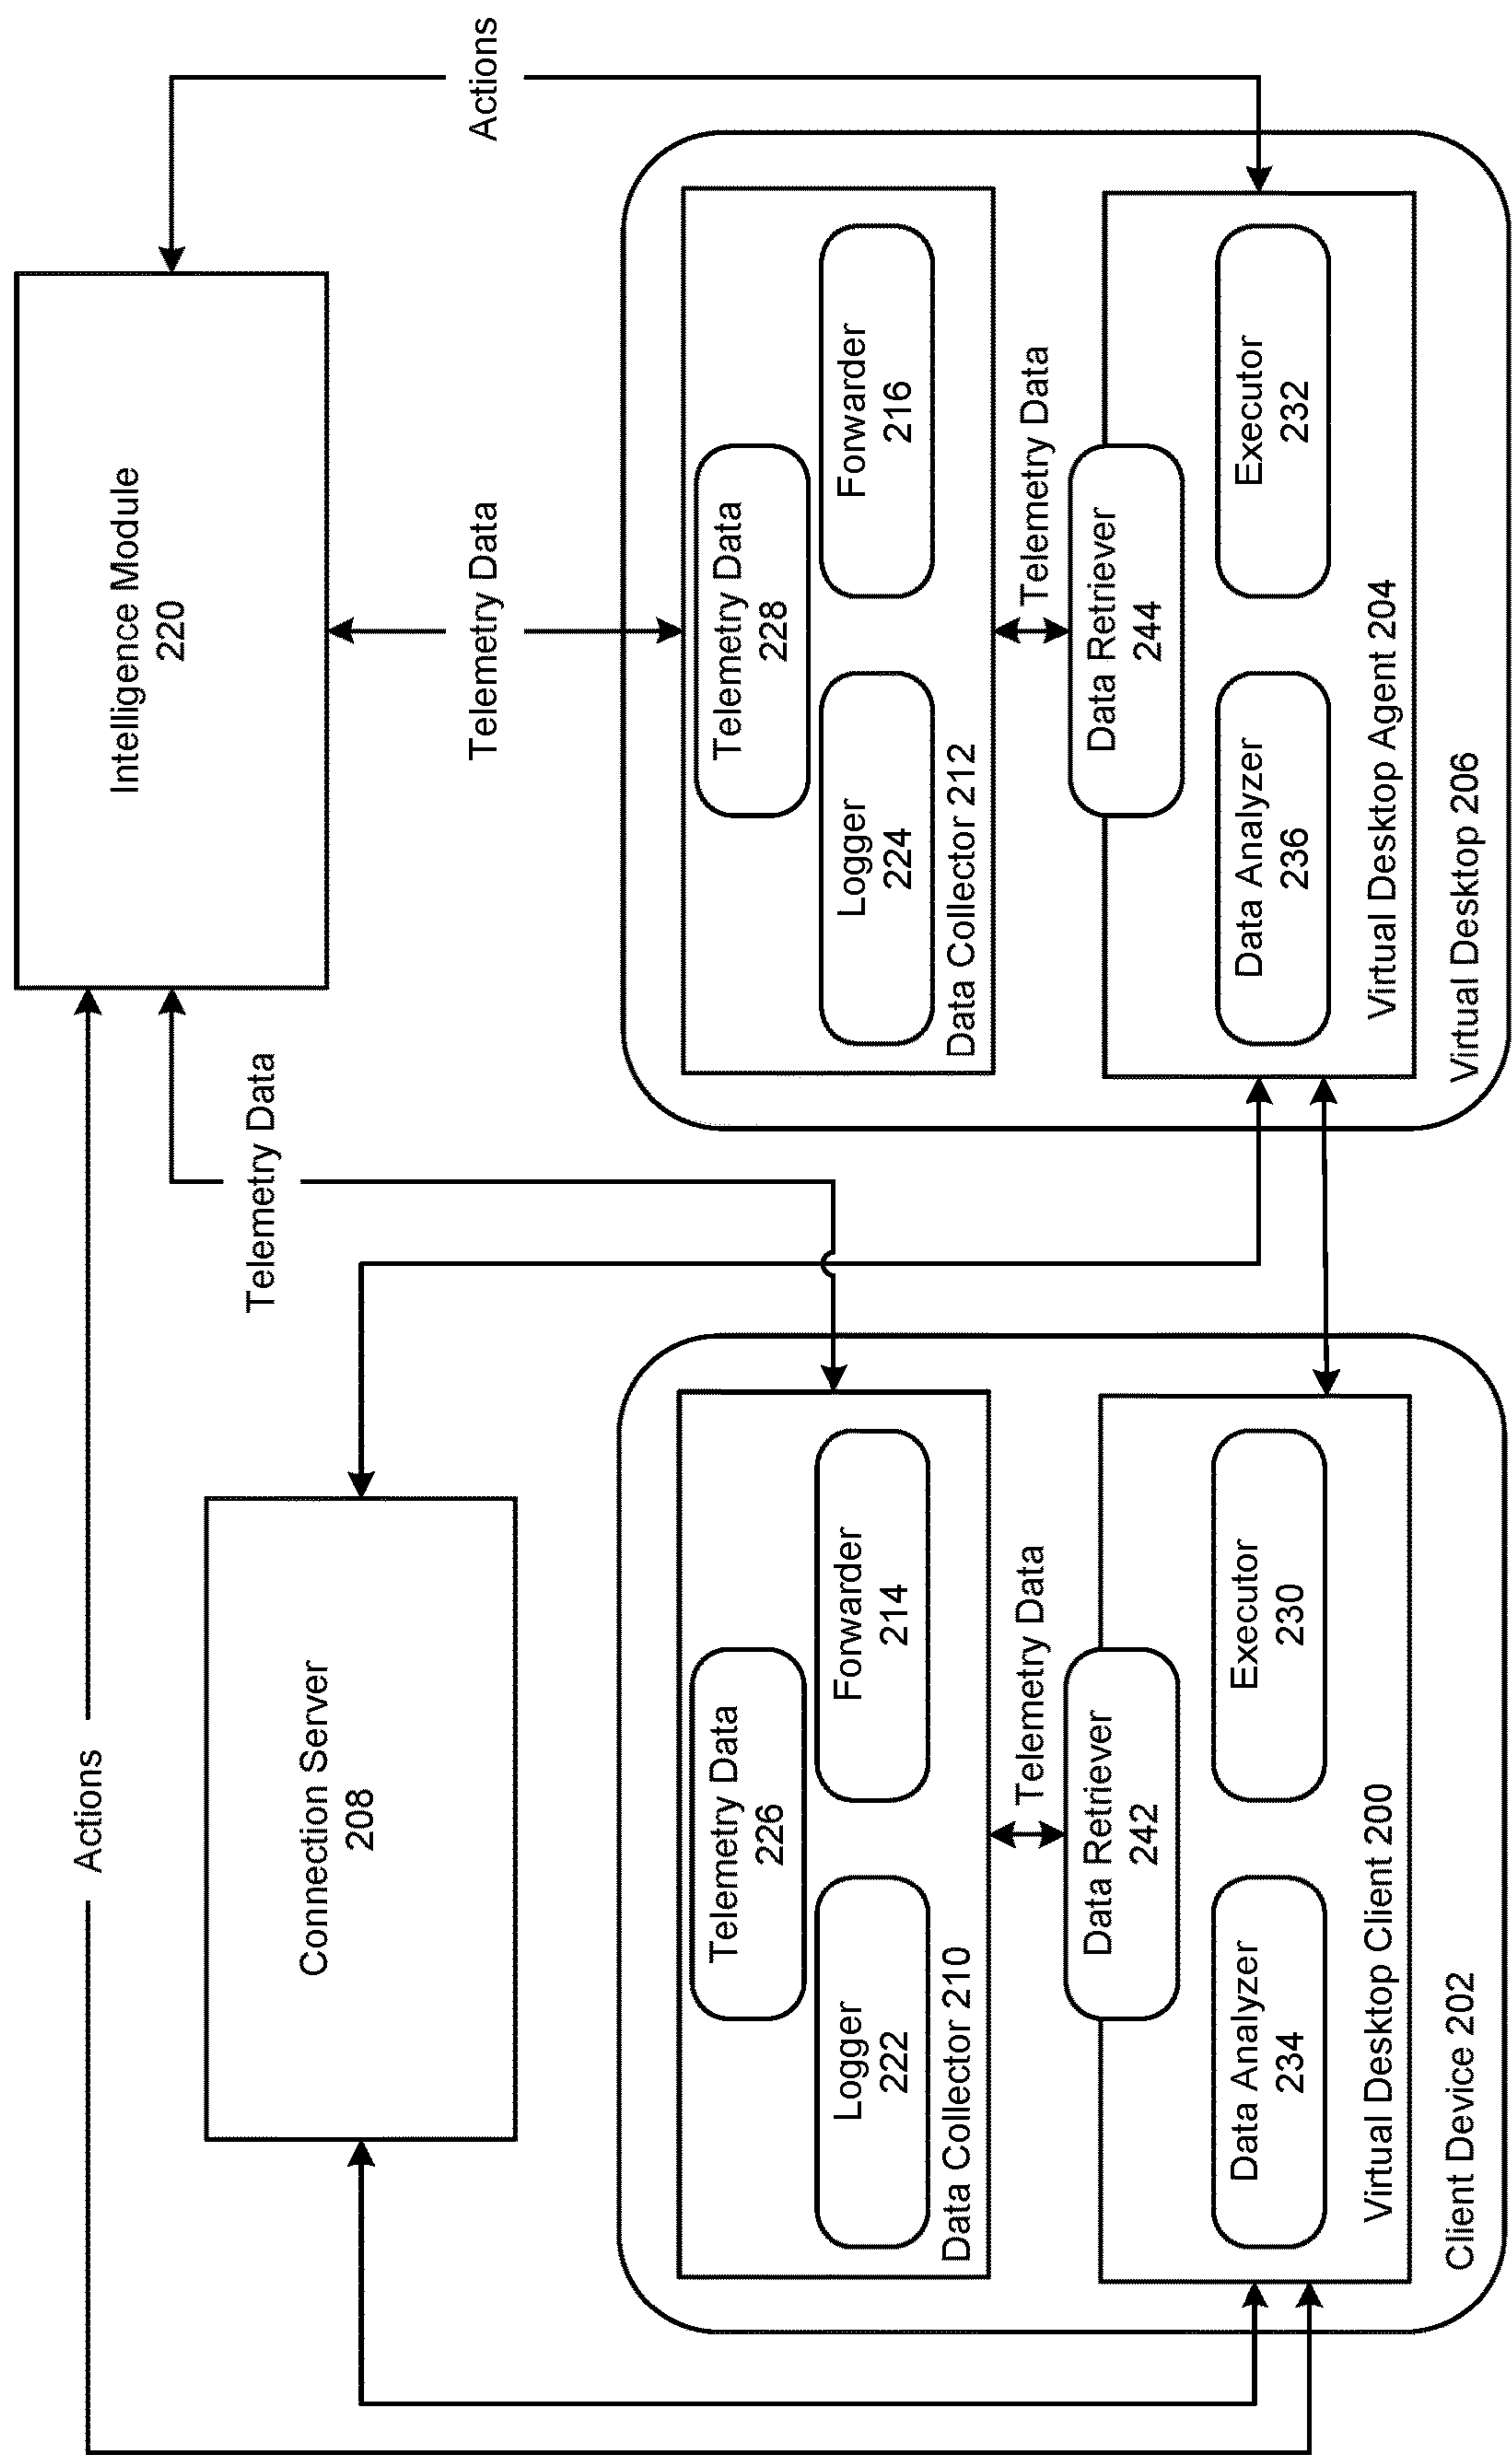 Actions
Intelligence Module
220
Telemetry Data
Connection Server
208
Telemetry Data
Actions
Telemetry Data
226
Logger
222
Forwarder
214
Data Collector 210
Telemetry Data
Data Retriever
242
Data Analyzer
234
Executor
230
Virtual Desktop Client 200
Client Device 202
Telemetry Data
228
Logger
224
Forwarder
216
Data Collector 212
Telemetry Data
Data Retriever
244
Data Analyzer
236
Executor
232
Virtual Desktop Agent 204
Virtual Desktop 206